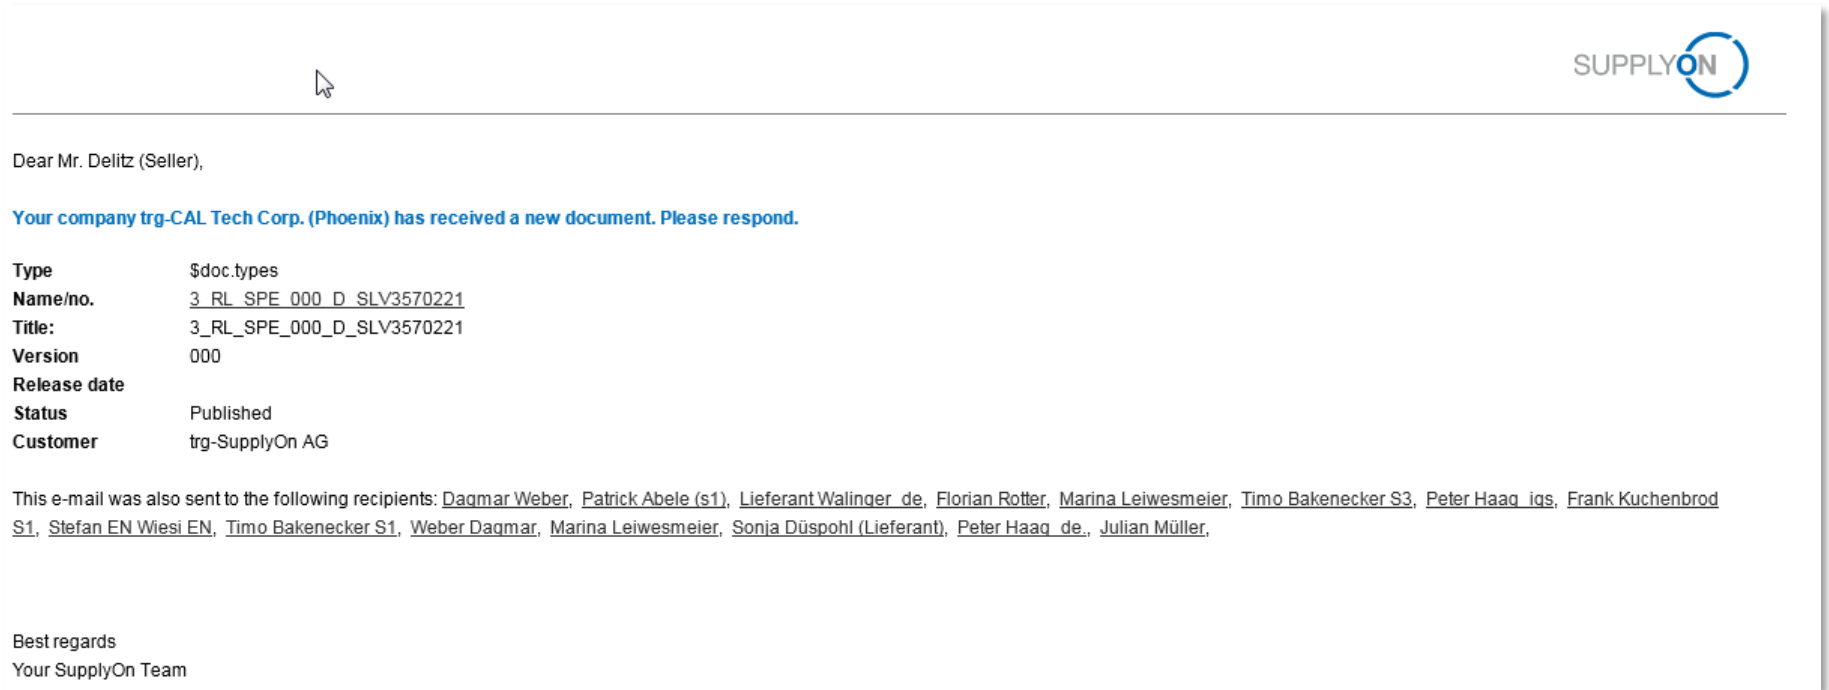 SUPPLYON
Dear Mr. Delitz (Seller),
Your company trg-CAL Tech Corp. (Phoenix) has received a new document. Please respond.
Type $doc.types
Name/no. 3_RL_SPE_000_D_SLV3570221
Title: 3_RL_SPE_000_D_SLV3570221
Version 000
Release date
Status Published
Customer trg-SupplyOn AG
This e-mail was also sent to the following recipients: Dagmar Weber, Patrick Abele (s1), Lieferant Walinger_de, Florian Rotter, Marina Leiwesmeier, Timo Bakenecker S3, Peter Haag_iqs, Frank Kuchenbrod
S1, Stefan EN Wiesi EN, Timo Bakenecker S1, Weber Dagmar, Marina Leiwesmeier, Sonja Düspohl (Lieferant), Peter Haag_de., Julian Müller,
Best regards
Your SupplyOn Team